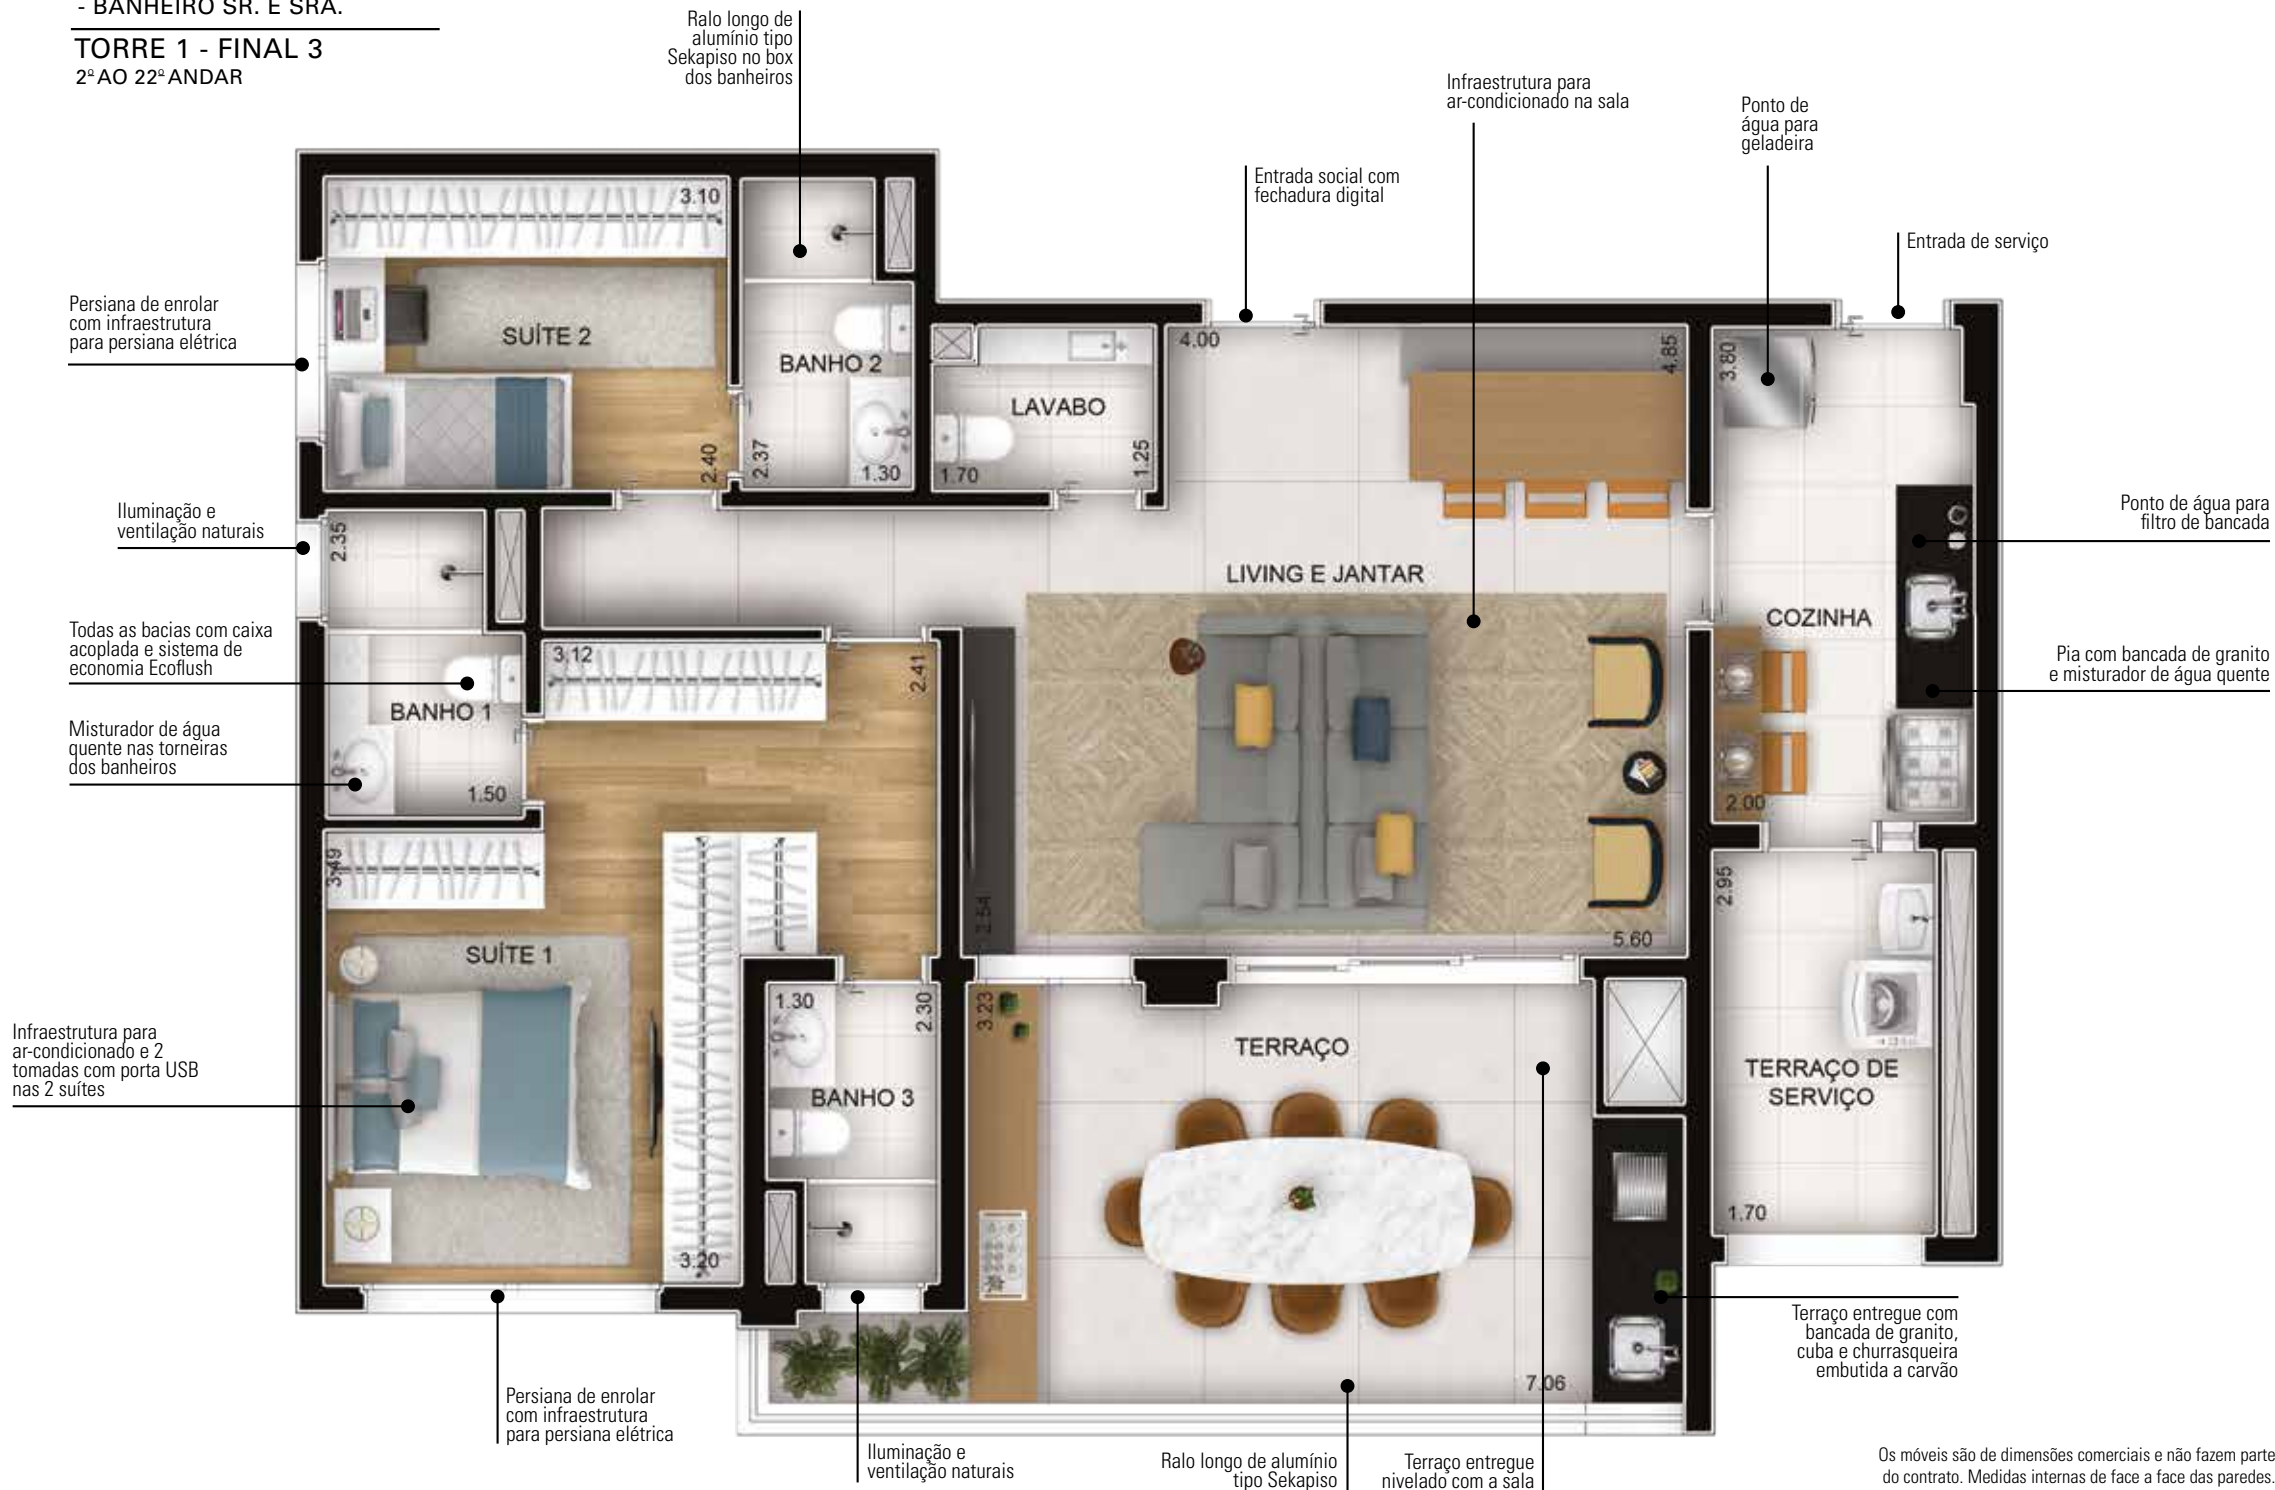 - BANHEIRO SR. E SRA.
TORRE 1 - FINAL 3
2º AO 22º ANDAR
Ralo longo de
alumínio tipo
Sekapiso no box
dos banheiros
Infraestrutura para
ar-condicionado na sala
Ponto de
água para
geladeira
Entrada social com
fechadura digital
Entrada de serviço
Persiana de enrolar
com infraestrutura
para persiana elétrica
Iluminação e
ventilação naturais
Todas as bacias com caixa
acoplada e sistema de
economia Ecoflush
Misturador de água
quente nas torneiras
dos banheiros
Infraestrutura para
ar-condicionado e 2
tomadas com porta USB
nas 2 suítes
3.10
SUÍTE 2
2.40
BANHO 2
2.37
1.30
LAVABO
1.70
1.25
4.00
4.85
3.80
LIVING E JANTAR
COZINHA
2.00
Ponto de água para
filtro de bancada
Pia com bancada de granito
e misturador de água quente
2.35
BANHO 1
1.50
3.12
2.41
3.49
SUÍTE 1
3.20
2.54
5.60
1.30
2.30
BANHO 3
3.23
TERRAÇO
7.06
2.95
TERRAÇO DE
SERVIÇO
1.70
Terraço entregue com
bancada de granito,
cuba e churrasqueira
embutida a carvão
Persiana de enrolar
com infraestrutura
para persiana elétrica
Iluminação e
ventilação naturais
Ralo longo de alumínio
tipo Sekapiso
Terraço entregue
nivelado com a sala
Os móveis são de dimensões comerciais e não fazem parte
do contrato. Medidas internas de face a face das paredes.